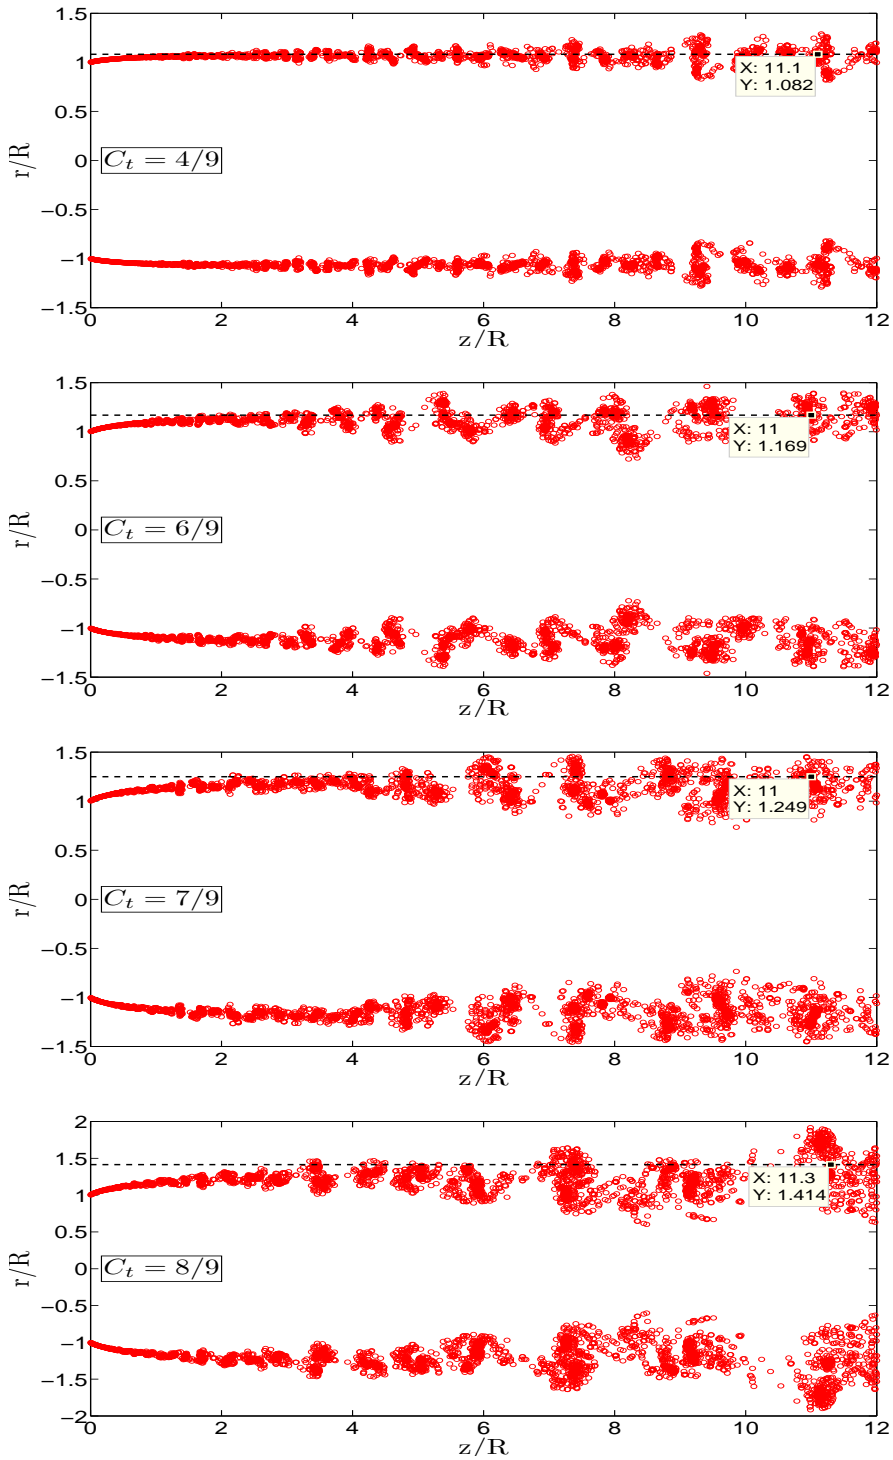 1.5
1
0.5
0
−0.5
−1
−1.5
r/R
C_t = 4/9
X: 11.1
Y: 1.082
0 2 4 6 8 10 12
z/R
1.5
1
0.5
0
−0.5
−1
−1.5
r/R
C_t = 6/9
X: 11
Y: 1.169
0 2 4 6 8 10 12
z/R
1.5
1
0.5
0
−0.5
−1
−1.5
r/R
C_t = 7/9
X: 11
Y: 1.249
0 2 4 6 8 10 12
z/R
2
1.5
1
0.5
0
−0.5
−1
−1.5
−2
r/R
C_t = 8/9
X: 11.3
Y: 1.414
0 2 4 6 8 10 12
z/R